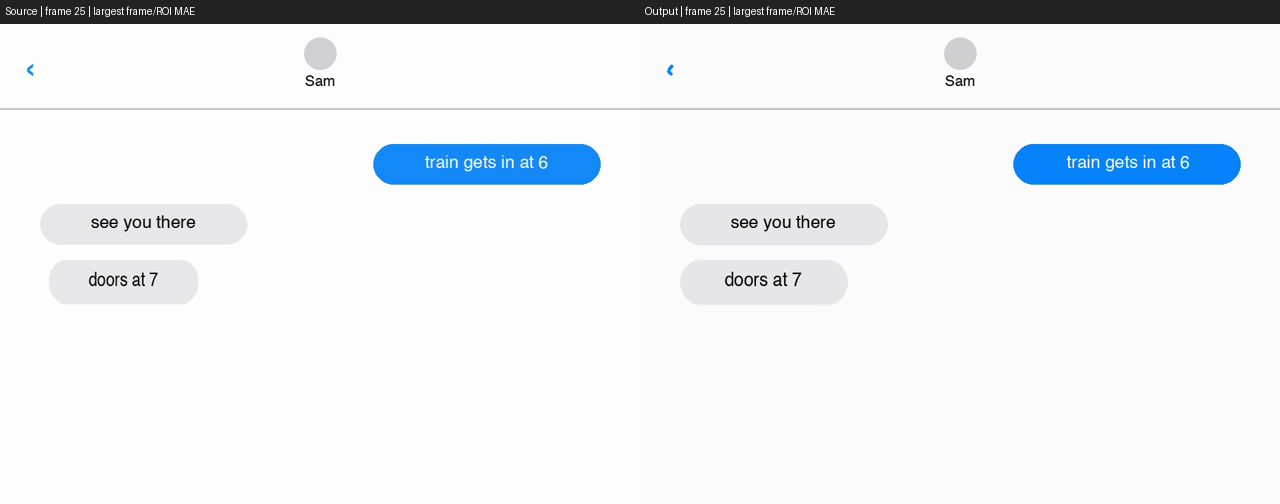 Source | frame 25 | largest frame/ROI MAE
Sam
train gets in at 6
see you there
doors at 7
Output | frame 25 | largest frame/ROI MAE
Sam
train gets in at 6
see you there
doors at 7